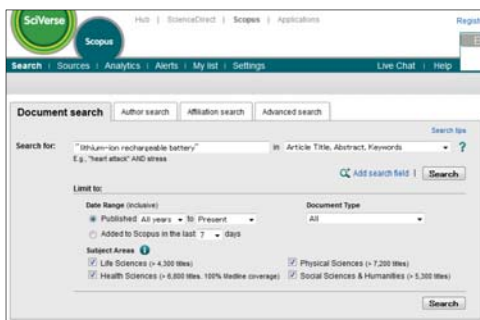 SciVerse
Hub | ScienceDirect | Scopus | Applications
Regist
Scopus
Search | Sources | Analytics | Alerts | My list | Settings
Live Chat | Help
Document search
Author search
Affiliation search
Advanced search
Search tips
Search for:
"lithium-ion rechargeable battery"
in
Article Title, Abstract, Keywords
?
E.g., "heart attack" AND stress
Add search field | Search
Limit to:
Date Range (inclusive)
Document Type
Published All years to Present
All
Added to Scopus in the last 7 days
Subject Areas
Life Sciences (> 4,300 titles)
Physical Sciences (> 7,200 titles)
Health Sciences (> 6,800 titles. 100% Medline coverage)
Social Sciences & Humanities (> 5,300 titles)
Search